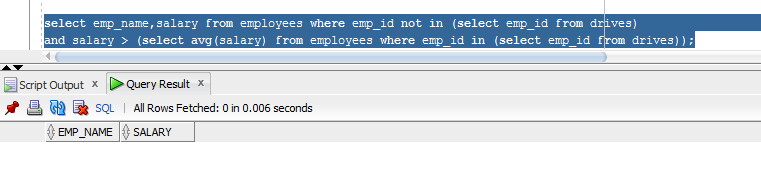 select emp_name,salary from employees where emp_id not in (select emp_id from drives)
and salary > (select avg(salary) from employees where emp_id in (select emp_id from drives));
Script Output x Query Result x
SQL | All Rows Fetched: 0 in 0.006 seconds
EMP_NAME SALARY